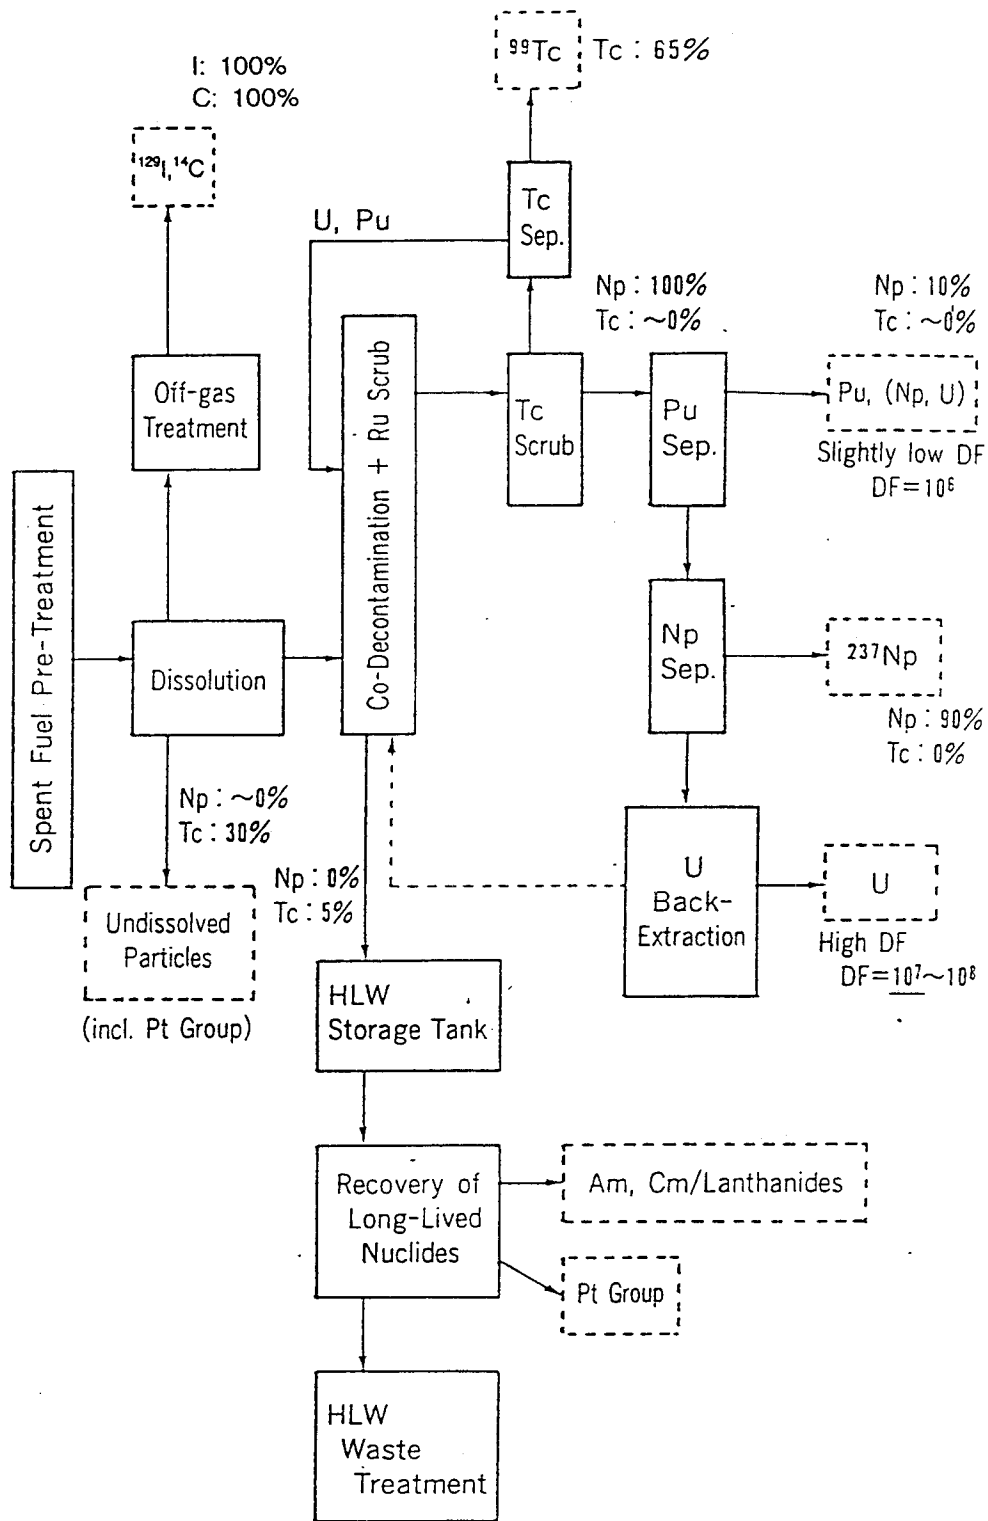 I: 100%
C: 100%
¹²⁹I,¹⁴C
⁹⁹Tc
Tc : 65%
Tc
Sep.
U, Pu
Np : 100%
Tc : ~0%
Np : 10%
Tc : ~0%
Off-gas
Treatment
Co-Decontamination + Ru Scrub
Tc
Scrub
Pu
Sep.
Pu, (Np, U)
Slightly low DF
DF=10⁶
Spent Fuel Pre-Treatment
Dissolution
Np
Sep.
²³⁷Np
Np : 90%
Tc : 0%
Np : ~0%
Tc : 30%
Undissolved
Particles
(incl. Pt Group)
Np : 0%
Tc : 5%
U
Back-
Extraction
U
High DF
DF=10⁷~10⁸
HLW
Storage Tank
Recovery of
Long-Lived
Nuclides
Am, Cm/Lanthanides
Pt Group
HLW
Waste
Treatment